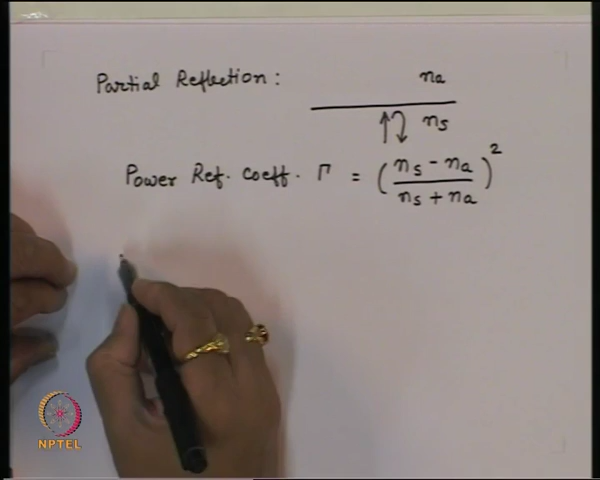 Partial Reflection :
na
ns
Power Ref. Coeff. Γ = ( ns - na / ns + na )²
NPTEL